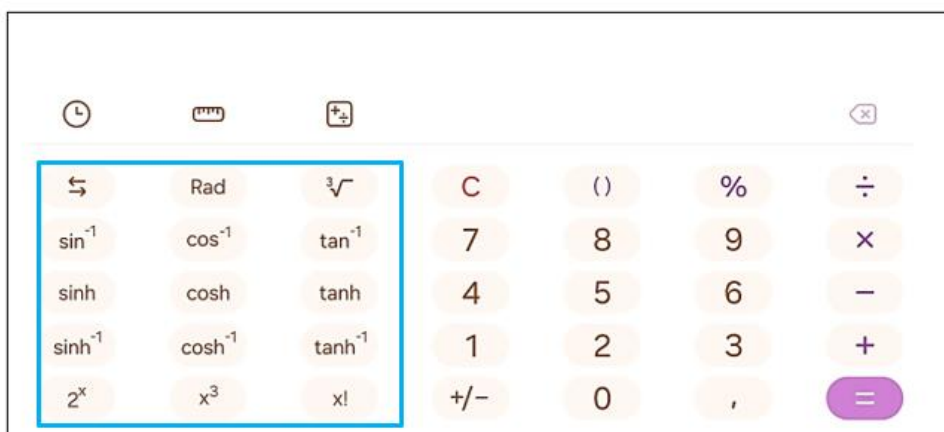 ⇆ Rad ³√ C () % ÷
sin⁻¹ cos⁻¹ tan⁻¹ 7 8 9 ×
sinh cosh tanh 4 5 6 −
sinh⁻¹ cosh⁻¹ tanh⁻¹ 1 2 3 +
2ˣ x³ x! +/− 0 , =